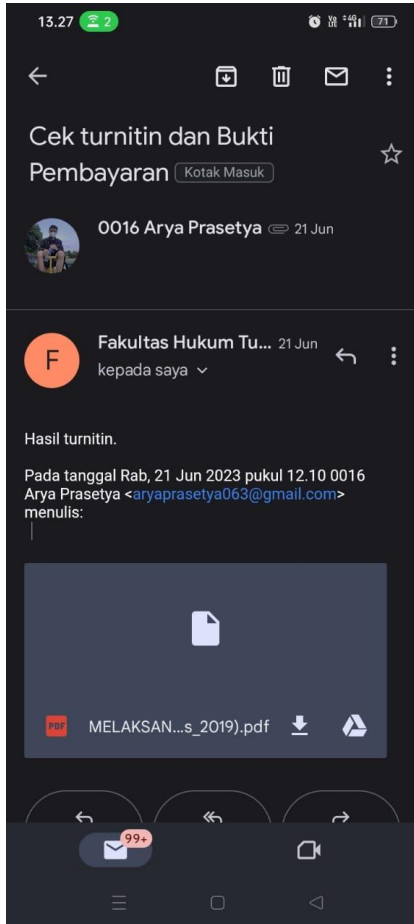 13.27 2 4G 71
Cek turnitin dan Bukti
Pembayaran Kotak Masuk
0016 Arya Prasetya 21 Jun
F Fakultas Hukum Tu... 21 Jun
kepada saya
Hasil turnitin.
Pada tanggal Rab, 21 Jun 2023 pukul 12.10 0016
Arya Prasetya <aryaprasetya063@gmail.com>
menulis:
PDF MELAKSAN...s_2019).pdf
99+